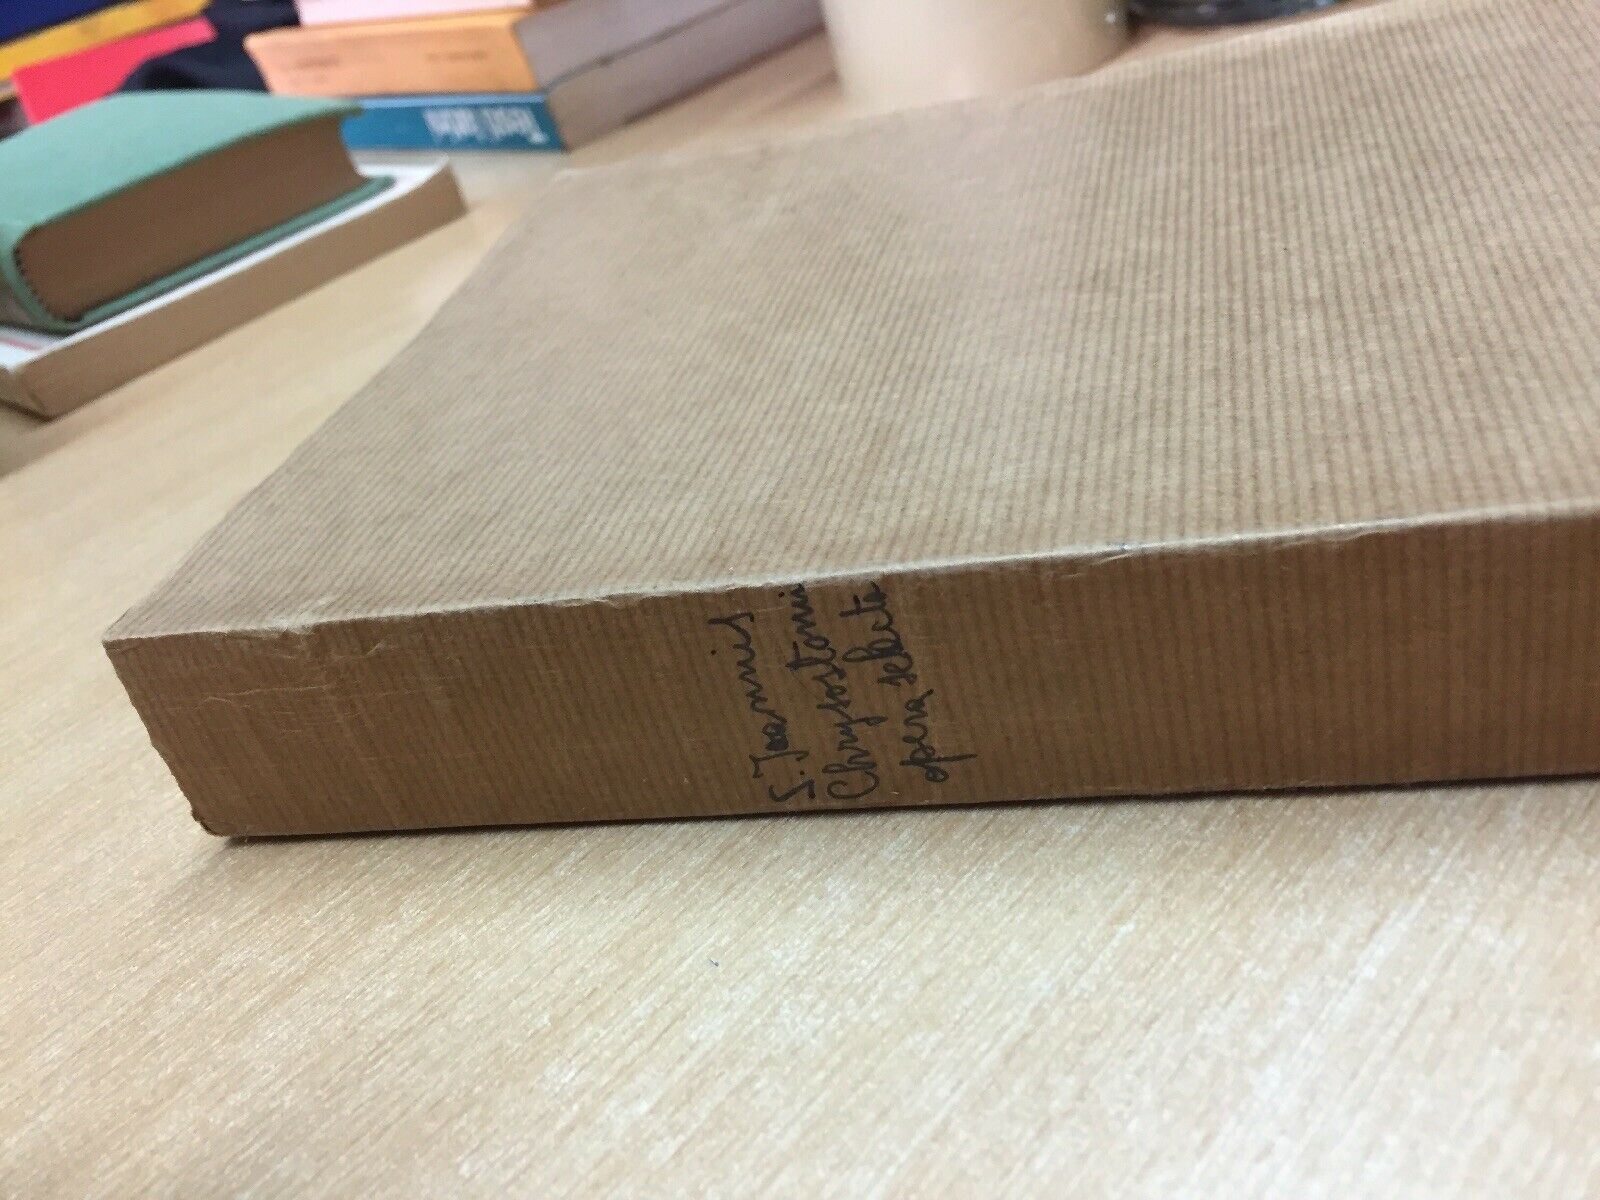 S. Joannis
Chrysostomi
opera selecta